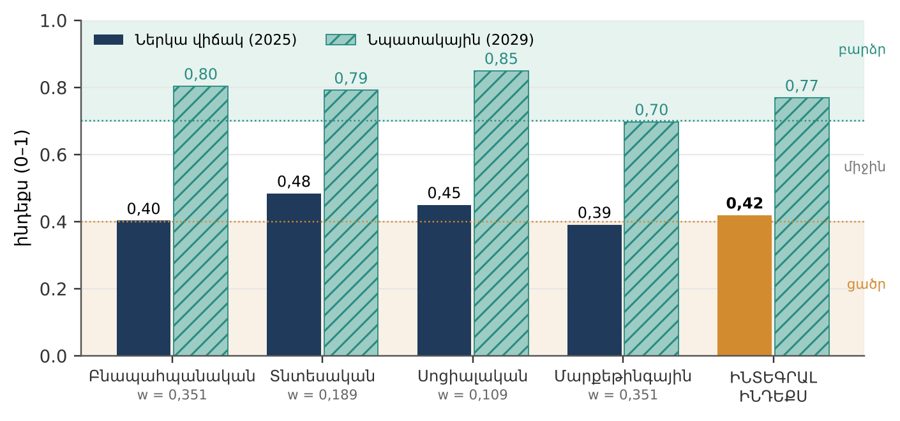 Ներկա վիճակ (2025) Նպատակային (2029)
ինդեքս (0–1)
1.0
0.8
0.6
0.4
0.2
0.0
բարձր
միջին
ցածր
0,40 0,80 0,48 0,79 0,45 0,85 0,39 0,70 0,42 0,77
Բնապահպանական Տնտեսական Սոցիալական Մարքեթինգային ԻՆՏԵԳՐԱԼ
w = 0,351 w = 0,189 w = 0,109 w = 0,351 ԻՆԴԵՔՍ